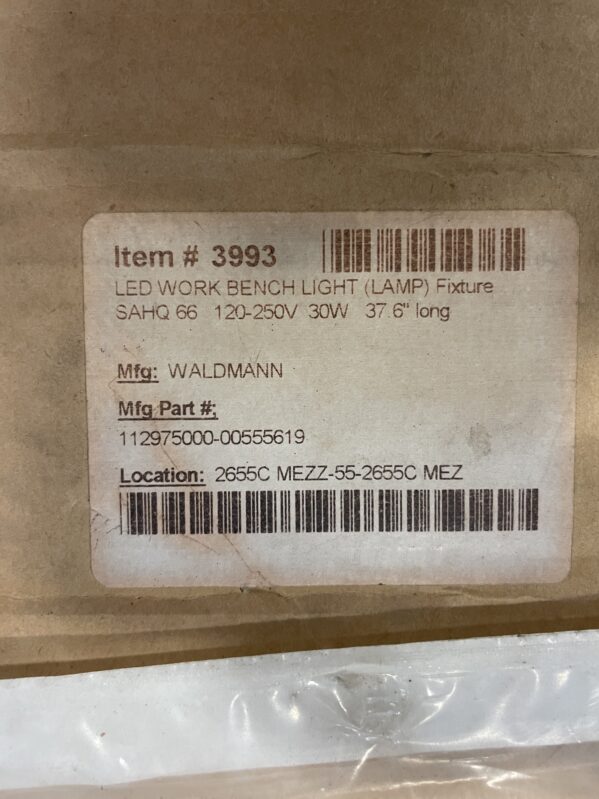 Item # 3993
LED WORK BENCH LIGHT (LAMP) Fixture
SAHQ 66 120-250V 30W 37.6" long
Mfg: WALDMANN
Mfg Part #;
112975000-00555619
Location: 2655C MEZZ-55-2655C MEZ